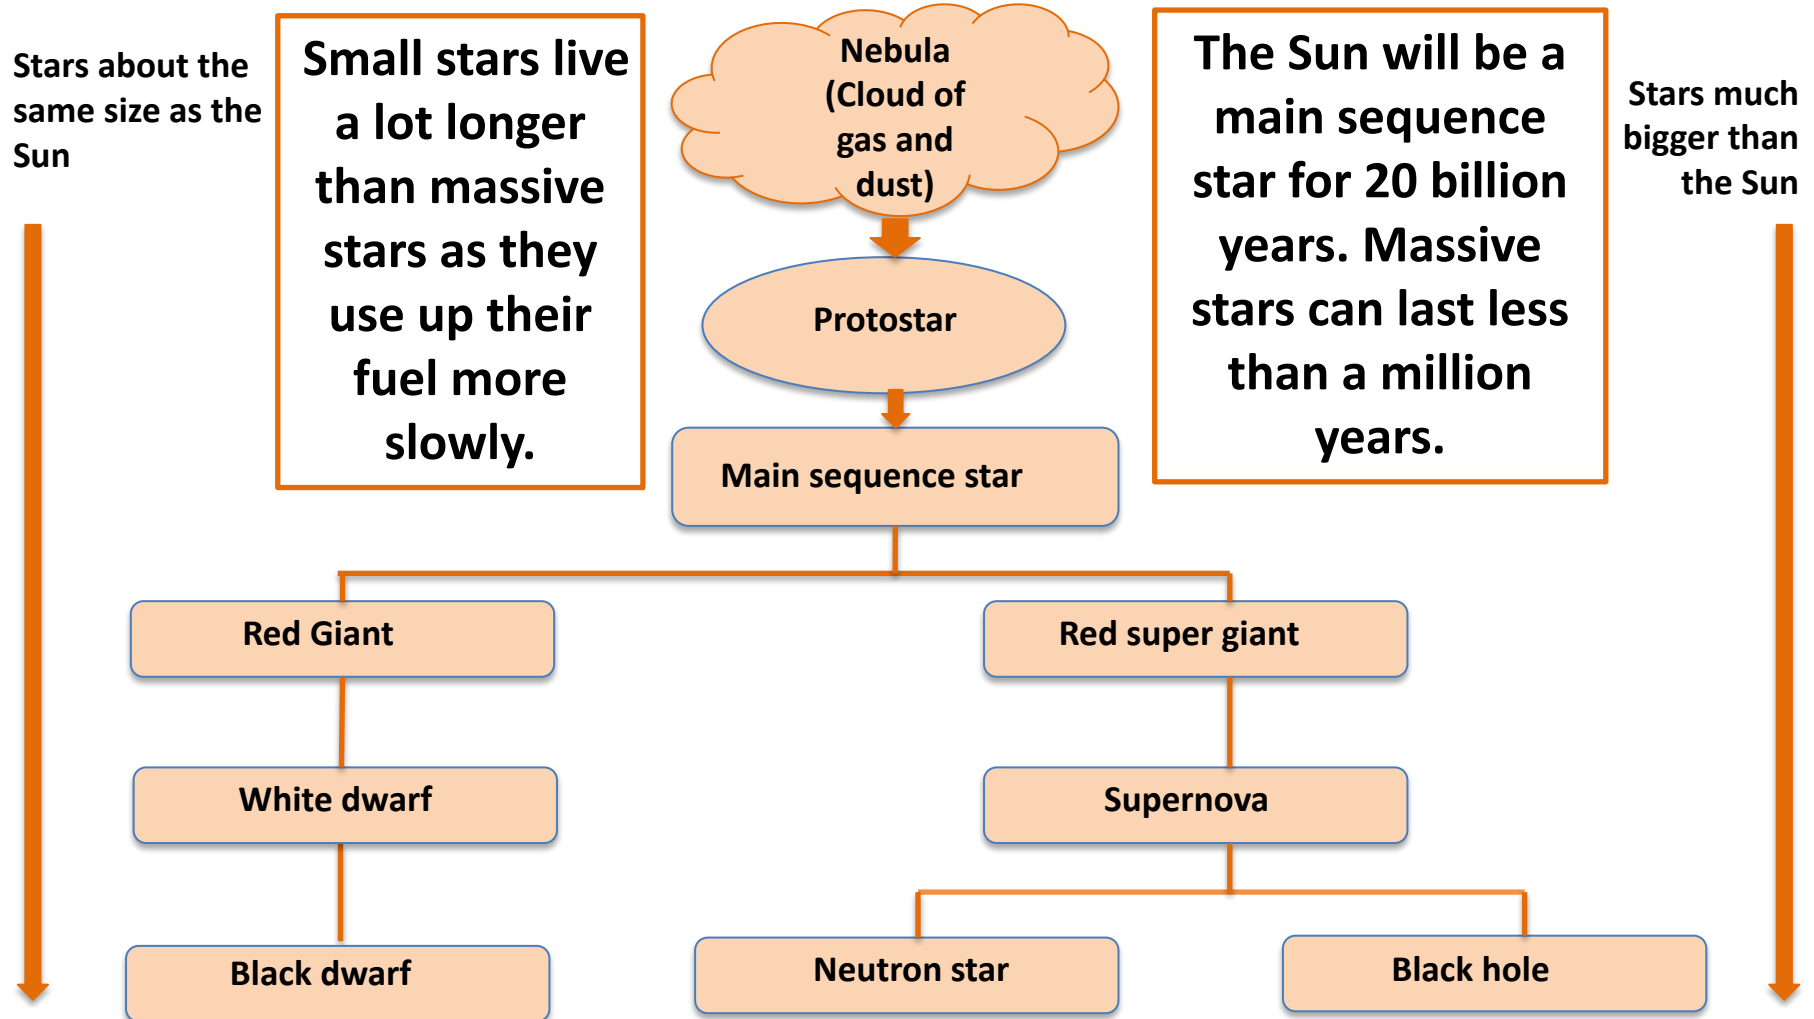 Stars about the
same size as the
Sun
Small stars live
a lot longer
than massive
stars as they
use up their
fuel more
slowly.
Nebula
(Cloud of
gas and
dust)
The Sun will be a
main sequence
star for 20 billion
years. Massive
stars can last less
than a million
years.
Stars much
bigger than
the Sun
Protostar
Main sequence star
Red Giant
Red super giant
White dwarf
Supernova
Black dwarf
Neutron star
Black hole